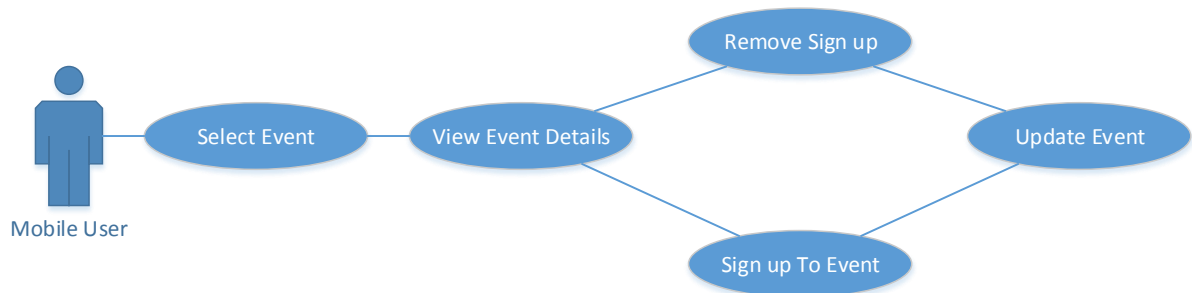 Remove Sign up
Select Event
View Event Details
Update Event
Mobile User
Sign up To Event